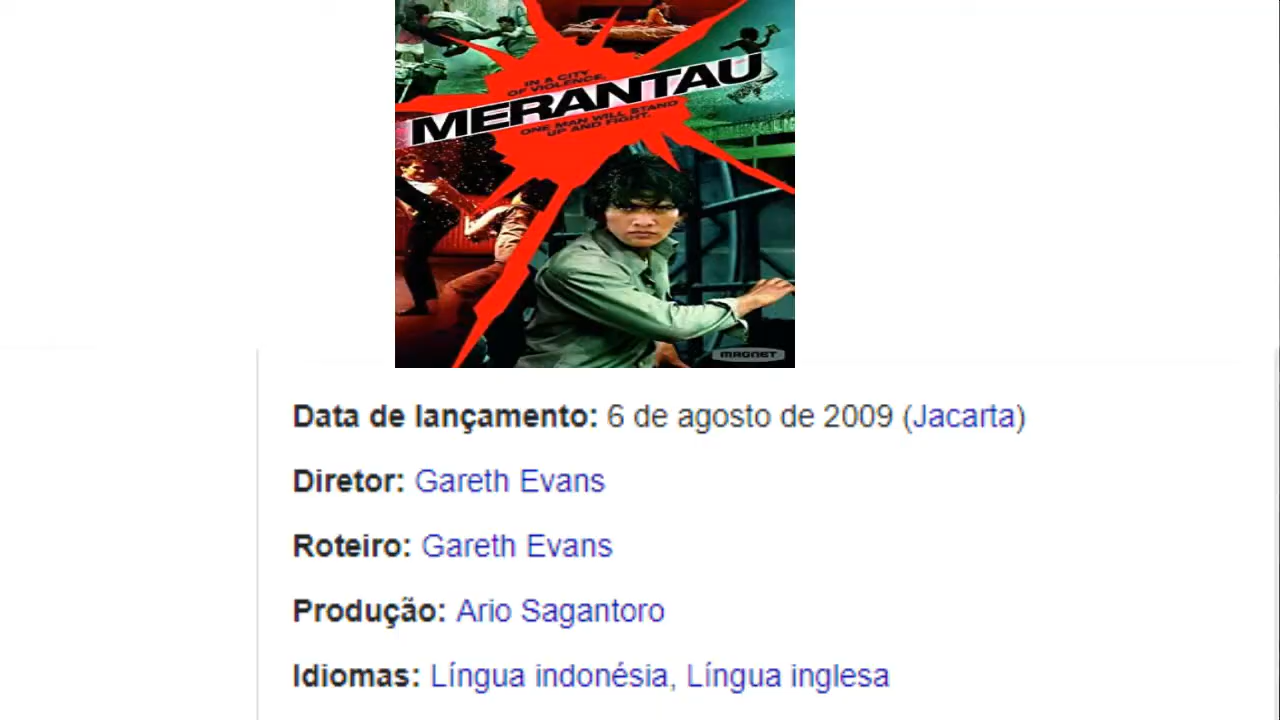 IN A CITY
OF VIOLENCE,
MERANTAU
ONE MAN WILL STAND
UP AND FIGHT.
MAGNET
Data de lançamento: 6 de agosto de 2009 (Jacarta)
Diretor: Gareth Evans
Roteiro: Gareth Evans
Produção: Ario Sagantoro
Idiomas: Língua indonésia, Língua inglesa